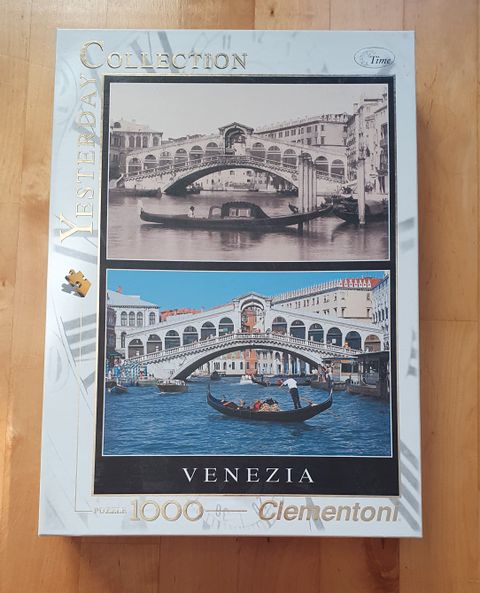 YESTERDAY
COLLECTION
Time
VENEZIA
PUZZLE 1000
Clementoni